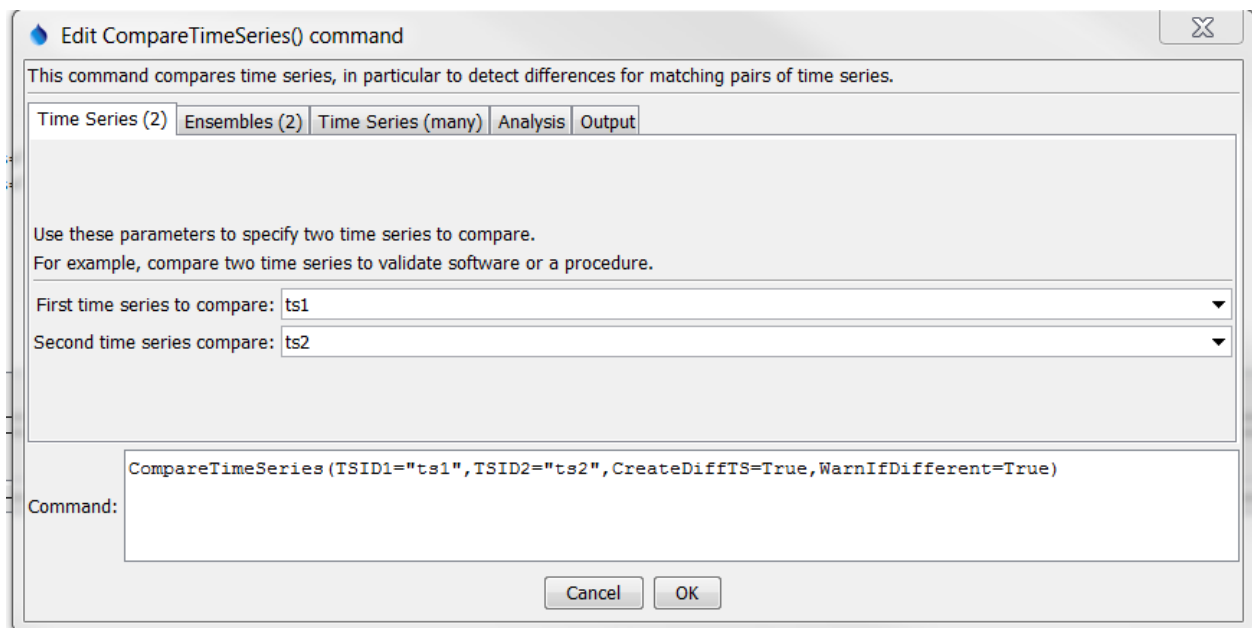 Edit CompareTimeSeries() command
This command compares time series, in particular to detect differences for matching pairs of time series.
Time Series (2) Ensembles (2) Time Series (many) Analysis Output
Use these parameters to specify two time series to compare.
For example, compare two time series to validate software or a procedure.
First time series to compare: ts1
Second time series compare: ts2
CompareTimeSeries(TSID1="ts1",TSID2="ts2",CreateDiffTS=True,WarnIfDifferent=True)
Command:
Cancel OK